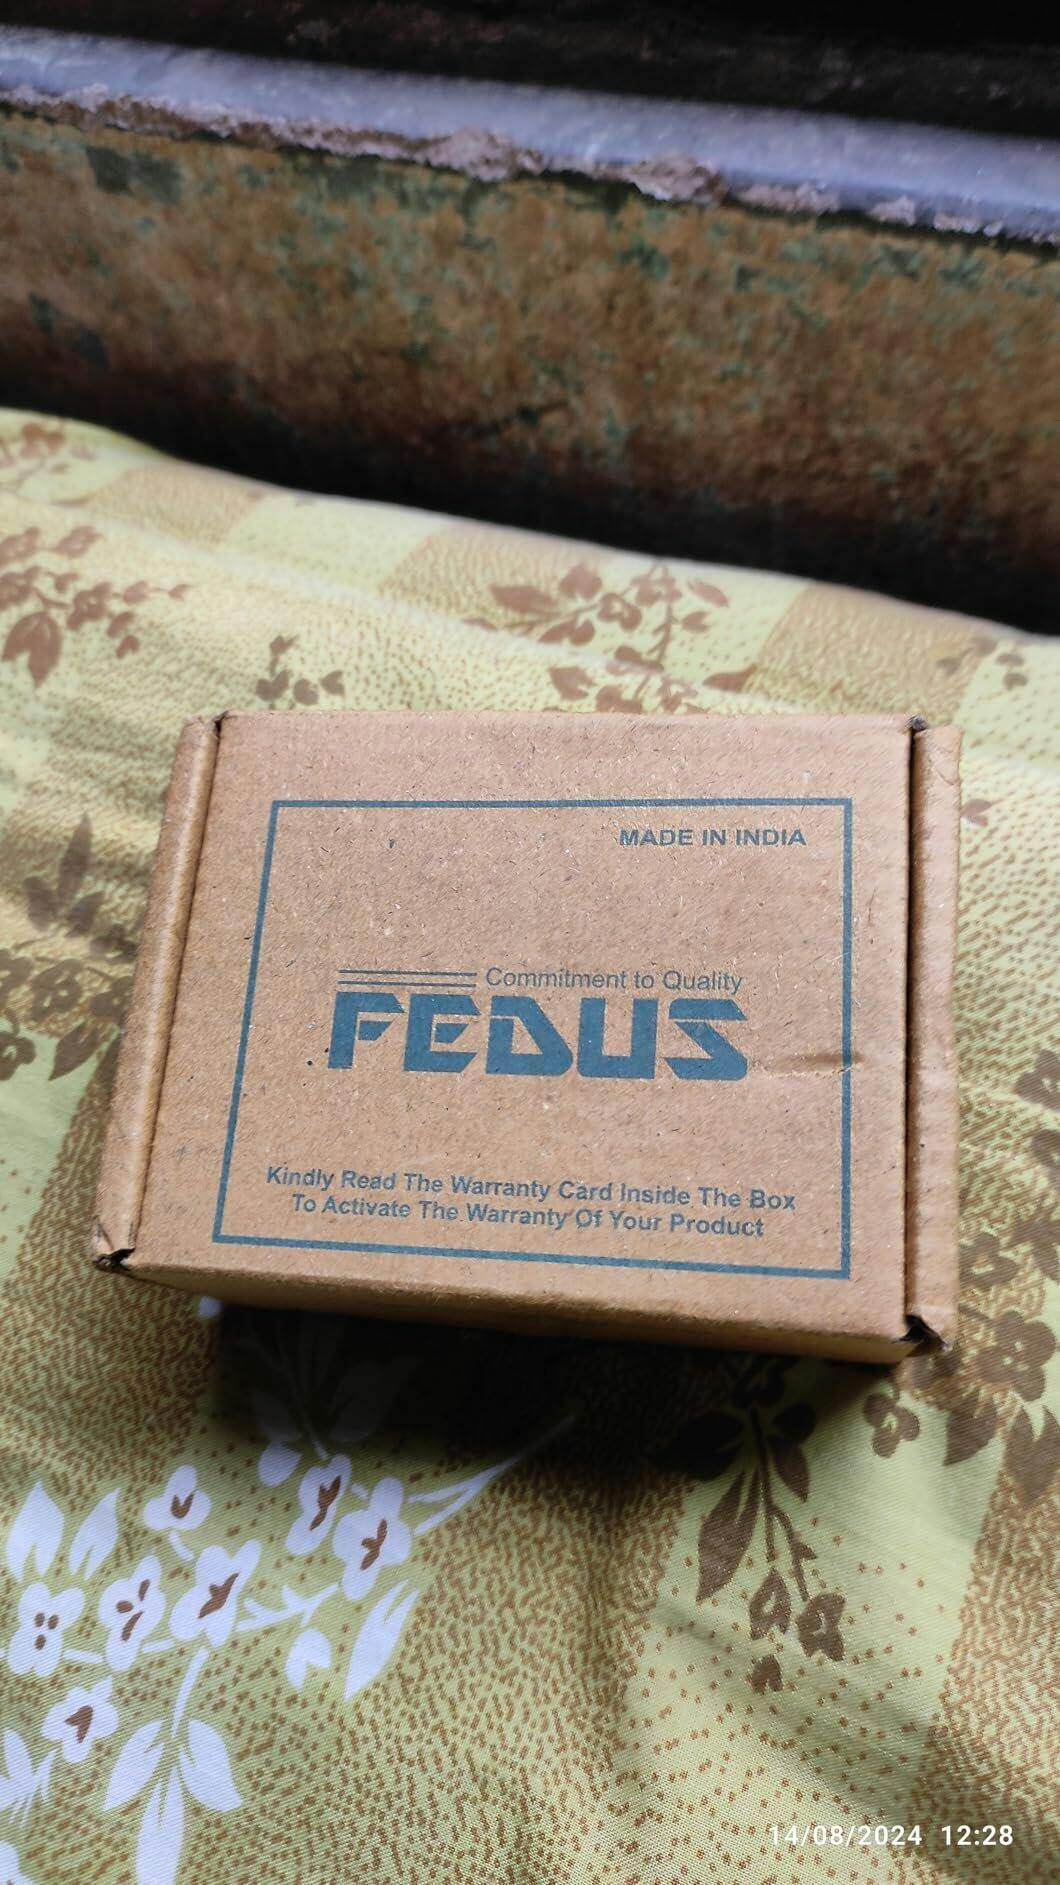 MADE IN INDIA
Commitment to Quality
FEDUS
Kindly Read The Warranty Card Inside The Box
To Activate The Warranty Of Your Product
14/08/2024 12:28